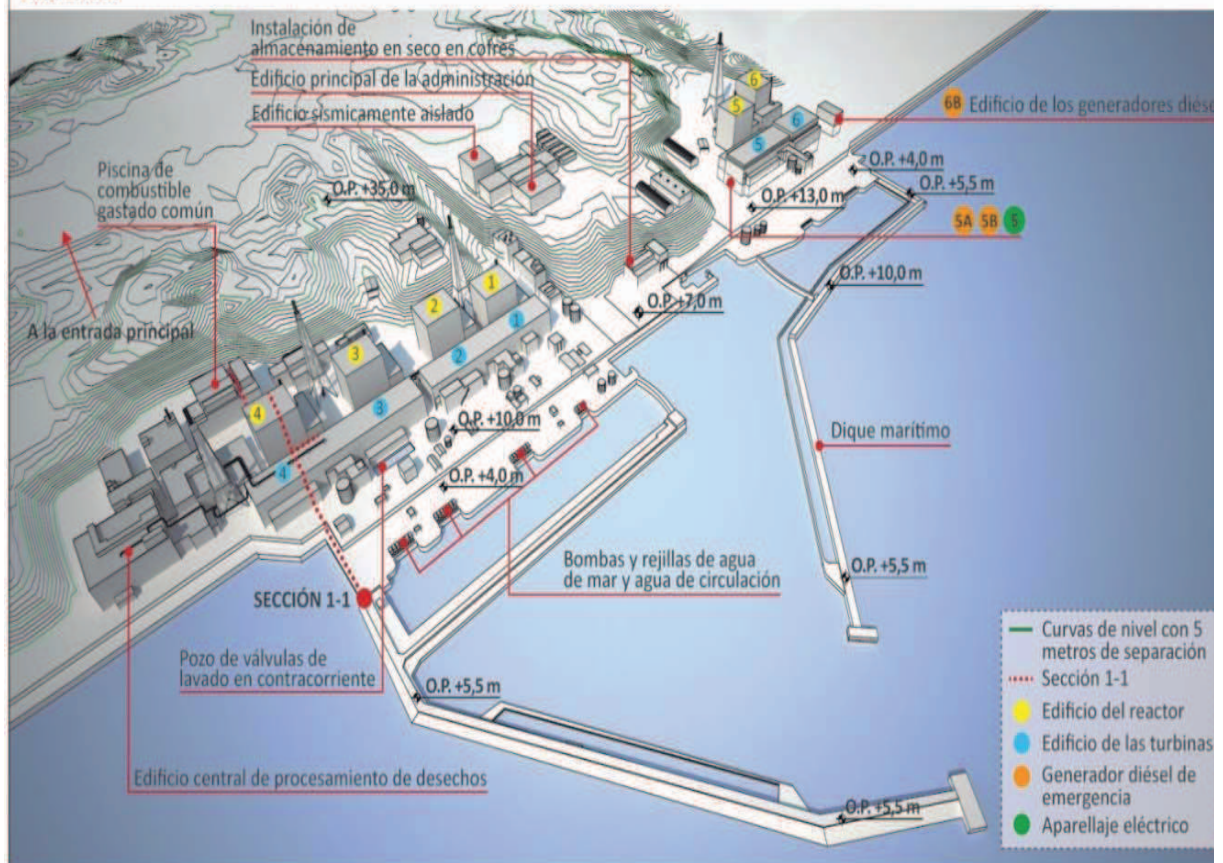 Instalación de
almacenamiento en seco en cofres
Edificio principal de la administración
Edificio sísmicamente aislado
Piscina de
combustible
gastado común
A la entrada principal
O.P. +35,0 m
6
5
6
5
6B Edificio de los generadores diése
O.P. +4,0 m
O.P. +5,5 m
O.P. +13,0 m
5A 5B 5
O.P. +10,0 m
O.P. +7,0 m
1
2
1
2
3
3
4
4
O.P. +10,0 m
O.P. +4,0 m
Dique marítimo
Bombas y rejillas de agua
de mar y agua de circulación
O.P. +5,5 m
SECCIÓN 1-1
Pozo de válvulas de
lavado en contracorriente
O.P. +5,5 m
Edificio central de procesamiento de desechos
O.P. +5,5 m
Curvas de nivel con 5
metros de separación
Sección 1-1
Edificio del reactor
Edificio de las turbinas
Generador diésel de
emergencia
Aparellaje eléctrico